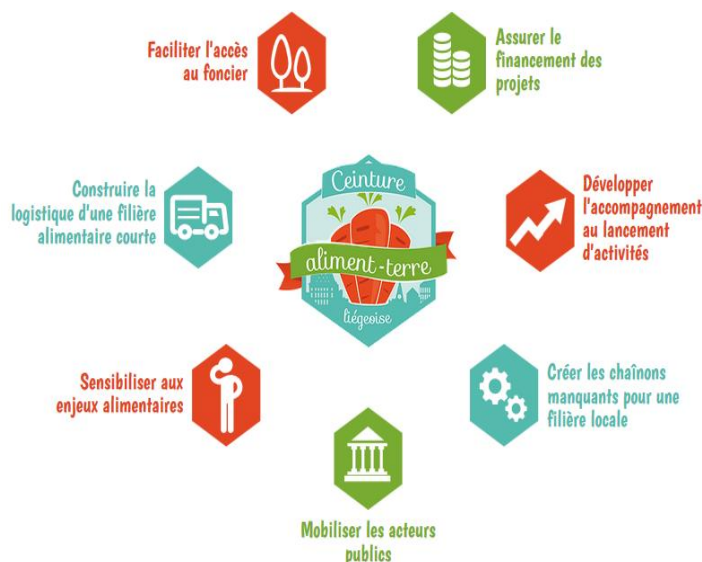 Faciliter l'accès
au foncier
Assurer le
financement des
projets
Construire la
logistique d'une filière
alimentaire courte
Ceinture
aliment-terre
liégeoise
Développer
l'accompagnement
au lancement
d'activités
Sensibiliser aux
enjeux alimentaires
Créer les chaînons
manquants pour une
filière locale
Mobiliser les acteurs
publics